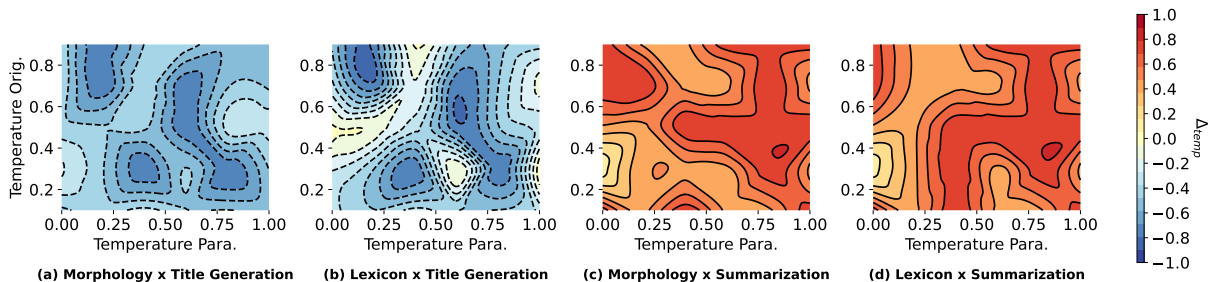 Temperature Orig.
0.8
0.6
0.4
0.2
0.00 0.25 0.50 0.75 1.00
Temperature Para.
(a) Morphology x Title Generation
0.8
0.6
0.4
0.2
0.00 0.25 0.50 0.75 1.00
Temperature Para.
(b) Lexicon x Title Generation
0.8
0.6
0.4
0.2
0.00 0.25 0.50 0.75 1.00
Temperature Para.
(c) Morphology x Summarization
0.8
0.6
0.4
0.2
0.00 0.25 0.50 0.75 1.00
Temperature Para.
(d) Lexicon x Summarization
1.0
0.8
0.6
0.4
0.2
0.0
−0.2
−0.4
−0.6
−0.8
−1.0
Δtemp